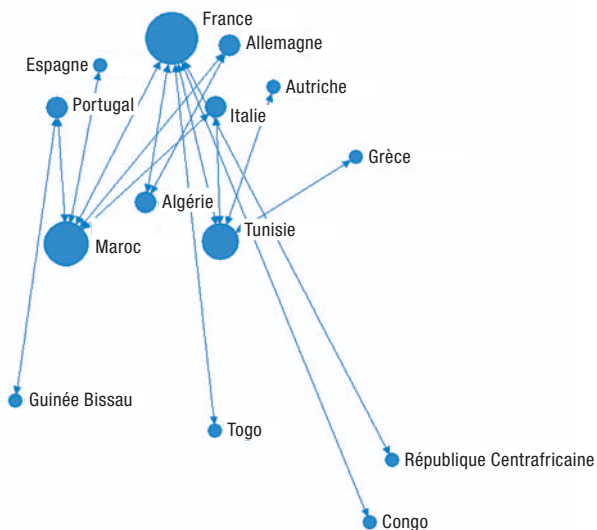 France
Allemagne
Espagne
Autriche
Portugal
Italie
Grèce
Algérie
Tunisie
Maroc
Guinée Bissau
Togo
République Centrafricaine
Congo